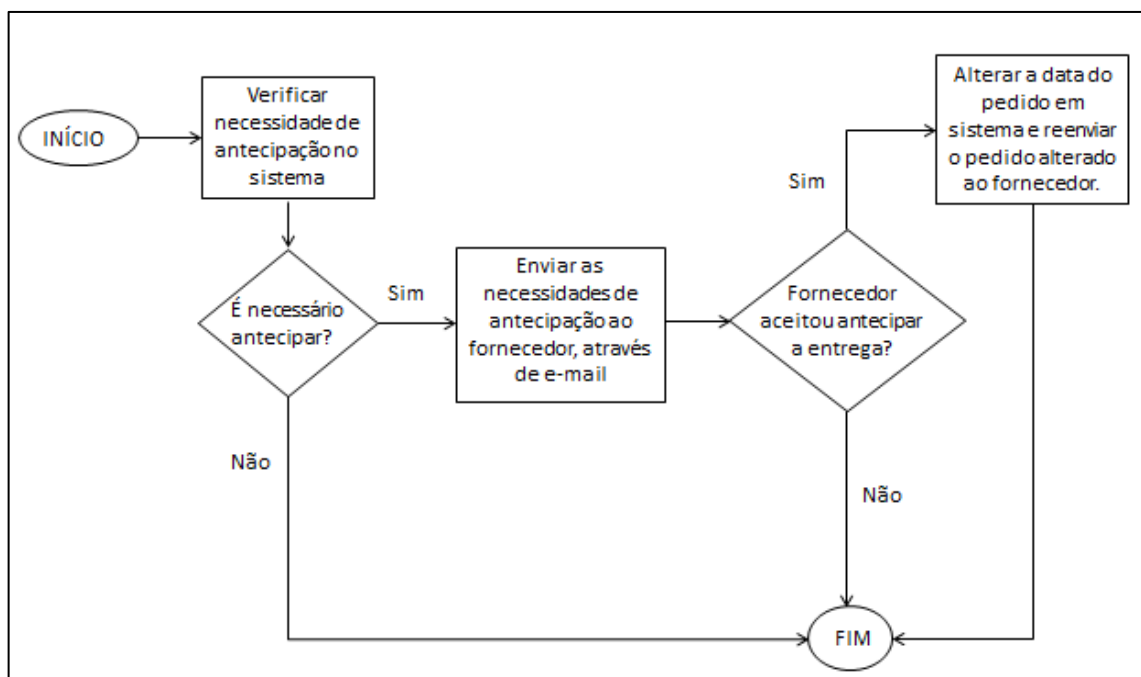 INÍCIO
Verificar
necessidade de
antecipação no
sistema
É necessário
antecipar?
Sim
Não
Enviar as
necessidades de
antecipação ao
fornecedor, através
de e-mail
Fornecedor
aceitou antecipar
a entrega?
Sim
Não
Alterar a data do
pedido em
sistema e reenviar
o pedido alterado
ao fornecedor.
FIM